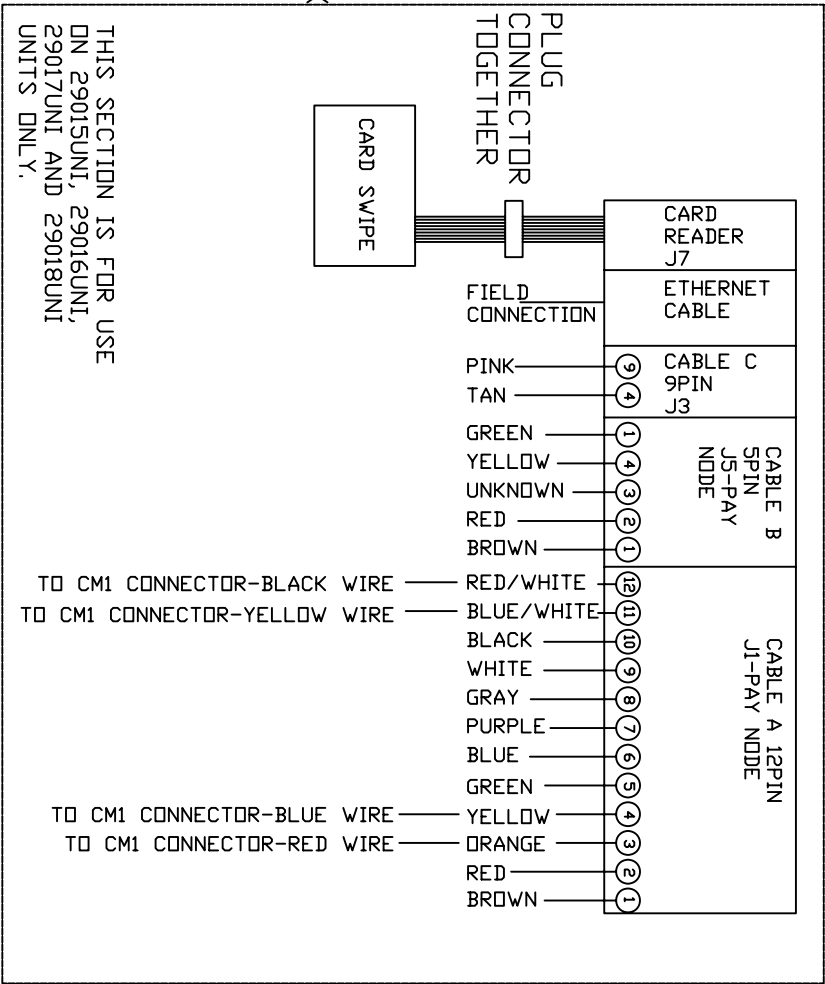 THIS SECTION IS FOR USE
ON 29015UNI, 29016UNI,
29017UNI AND 29018UNI
UNITS ONLY.
PLUG
CONNECTOR
TOGETHER
CARD SWIPE
CARD
READER
J7
FIELD
CONNECTION
ETHERNET
CABLE
PINK 9
TAN 4
CABLE C
9PIN
J3
GREEN 1
YELLOW 4
UNKNOWN 3
RED 2
BROWN 1
CABLE B
5PIN
J5-PAY
NODE
TO CM1 CONNECTOR-BLACK WIRE RED/WHITE 12
TO CM1 CONNECTOR-YELLOW WIRE BLUE/WHITE 11
BLACK 10
WHITE 9
GRAY 8
PURPLE 7
BLUE 6
GREEN 5
TO CM1 CONNECTOR-BLUE WIRE YELLOW 4
TO CM1 CONNECTOR-RED WIRE ORANGE 3
RED 2
BROWN 1
CABLE A 12PIN
J1-PAY NODE